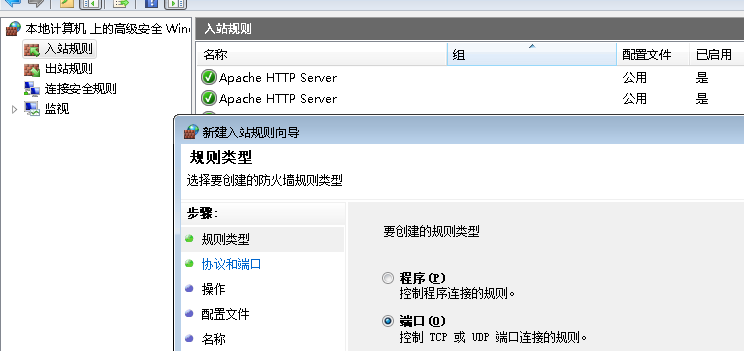 本地计算机 上的高级安全 Wind
入站规则
出站规则
连接安全规则
监视
入站规则
名称 组 配置文件 已启用
Apache HTTP Server 公用 是
Apache HTTP Server 公用 是
新建入站规则向导
规则类型
选择要创建的防火墙规则类型
步骤:
规则类型
协议和端口
操作
配置文件
名称
要创建的规则类型
程序(P)
控制程序连接的规则。
端口(O)
控制 TCP 或 UDP 端口连接的规则。